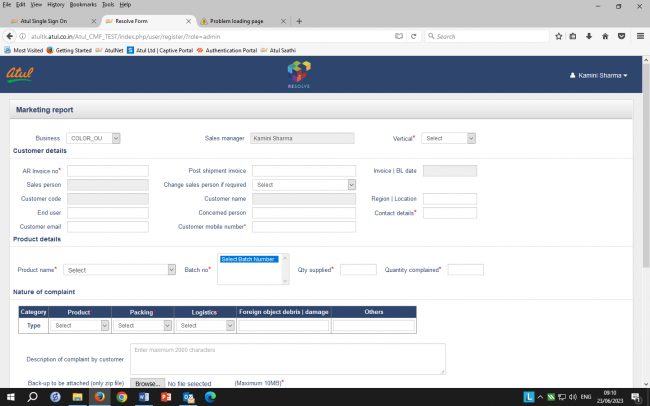 File Edit View History Bookmarks Tools Help
Atul Single Sign On Resolve Form Problem loading page
atultk.atul.co.in/Atul_CMF_TEST/index.php/user/register/?role=admin Search
Most Visited Getting Started AtulNet Atul Ltd | Captive Portal Authentication Portal Atul Saathi
atul RESOLVE Kamini Sharma
Marketing report
Business COLOR_OU Sales manager Kamini Sharma Vertical* Select
Customer details
AR Invoice no* Post shipment invoice Invoice | BL date
Sales person Change sales person if required Select
Customer code Customer name Region | Location
End user Concerned person Contact details*
Customer email Customer mobile number*
Product details
Product name* Select Batch no* Select Batch Number Qty supplied* Quantity complained*
Nature of complaint
Category Product Packing Logistics Foreign object debris | damage Others
Type Select Select Select
Enter maximum 2000 characters
Description of complaint by customer
Back-up to be attached (only zip file) Browse... No file selected (Maximum 10MB)*
L ENG 09:10
23/06/2023